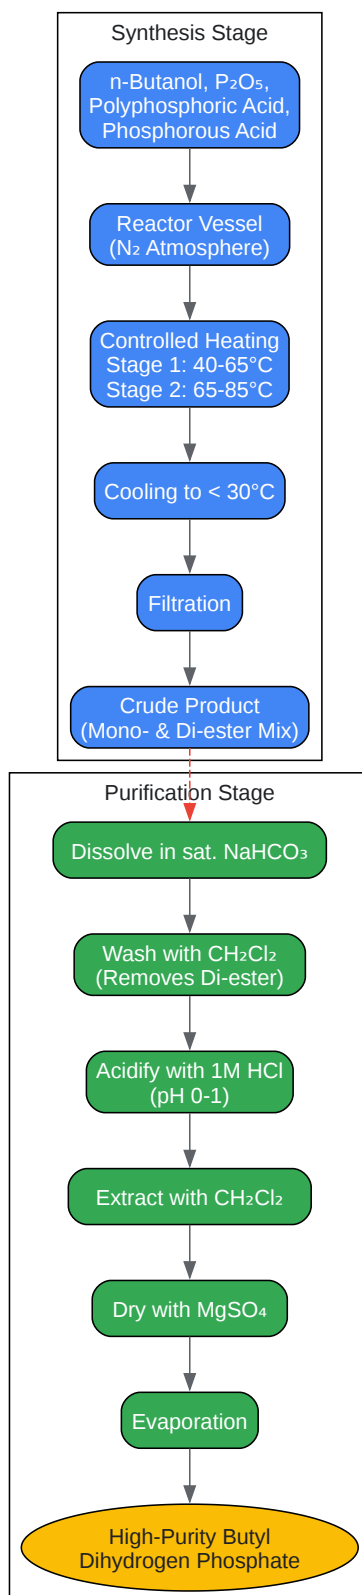 Synthesis Stage
n-Butanol, P₂O₅,
Polyphosphoric Acid,
Phosphorous Acid
Reactor Vessel
(N₂ Atmosphere)
Controlled Heating
Stage 1: 40-65°C
Stage 2: 65-85°C
Cooling to < 30°C
Filtration
Crude Product
(Mono- & Di-ester Mix)
Purification Stage
Dissolve in sat. NaHCO₃
Wash with CH₂Cl₂
(Removes Di-ester)
Acidify with 1M HCl
(pH 0-1)
Extract with CH₂Cl₂
Dry with MgSO₄
Evaporation
High-Purity Butyl
Dihydrogen Phosphate